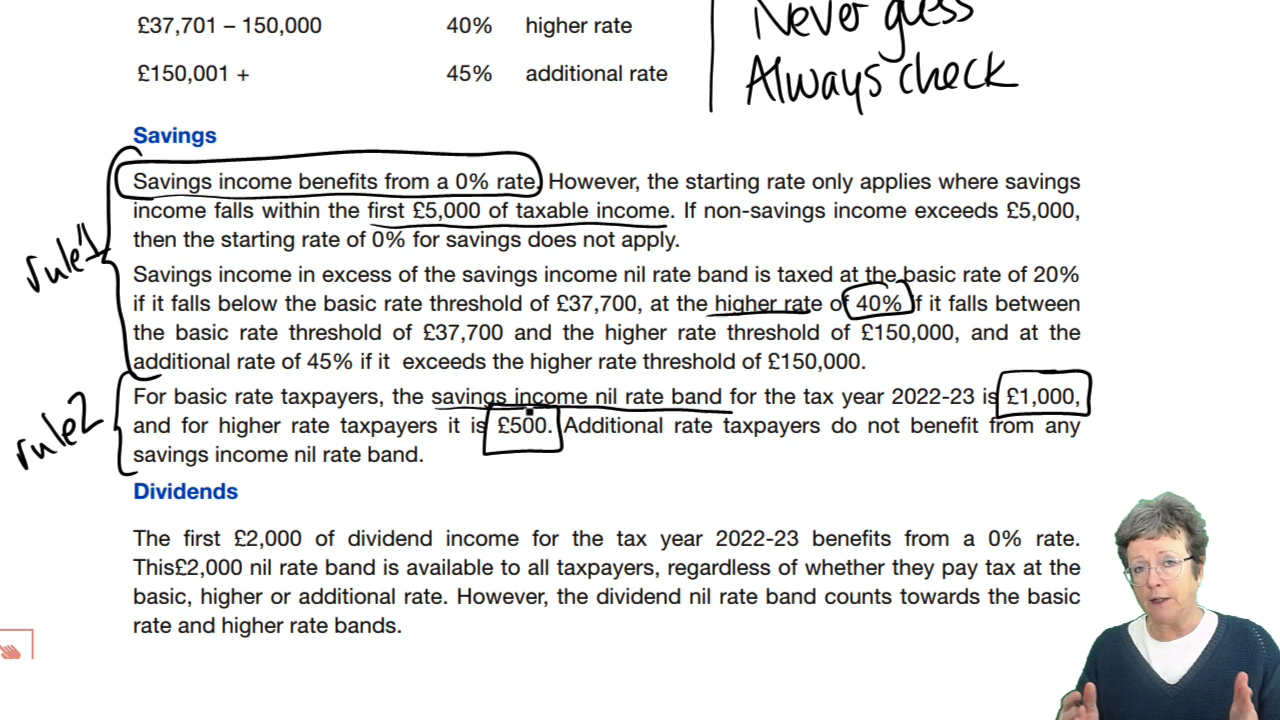 £37,701 – 150,000 40% higher rate
£150,001 + 45% additional rate
Never guess
Always check
Savings
Savings income benefits from a 0% rate. However, the starting rate only applies where savings
income falls within the first £5,000 of taxable income. If non-savings income exceeds £5,000,
then the starting rate of 0% for savings does not apply.
rule 1
Savings income in excess of the savings income nil rate band is taxed at the basic rate of 20%
if it falls below the basic rate threshold of £37,700, at the higher rate of 40% if it falls between
the basic rate threshold of £37,700 and the higher rate threshold of £150,000, and at the
additional rate of 45% if it exceeds the higher rate threshold of £150,000.
rule 2
For basic rate taxpayers, the savings income nil rate band for the tax year 2022-23 is £1,000,
and for higher rate taxpayers it is £500. Additional rate taxpayers do not benefit from any
savings income nil rate band.
Dividends
The first £2,000 of dividend income for the tax year 2022-23 benefits from a 0% rate.
This£2,000 nil rate band is available to all taxpayers, regardless of whether they pay tax at the
basic, higher or additional rate. However, the dividend nil rate band counts towards the basic
rate and higher rate bands.